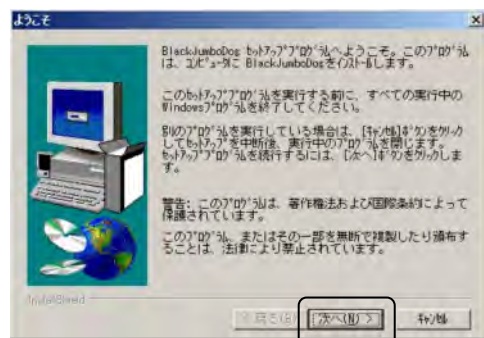 ようこそ
BlackJumboDog ｾｯﾄｱｯﾌﾟﾌﾟﾛｸﾞﾗﾑへようこそ。このﾌﾟﾛｸﾞﾗﾑ
は、ｺﾝﾋﾟｭｰﾀに BlackJumboDogをｲﾝｽﾄｰﾙします。
このｾｯﾄｱｯﾌﾟﾌﾟﾛｸﾞﾗﾑを実行する前に、すべての実行中の
Windowsﾌﾟﾛｸﾞﾗﾑを終了してください。
別のﾌﾟﾛｸﾞﾗﾑを実行している場合は、[ｷｬﾝｾﾙ]ﾎﾞﾀﾝをｸﾘｯｸ
してｾｯﾄｱｯﾌﾟを中断後、実行中のﾌﾟﾛｸﾞﾗﾑを閉じます。
ｾｯﾄｱｯﾌﾟﾌﾟﾛｸﾞﾗﾑを続行するには、[次へ]ﾎﾞﾀﾝをｸﾘｯｸしま
す。
警告: このﾌﾟﾛｸﾞﾗﾑは、著作権法および国際条約によって
保護されています。
このﾌﾟﾛｸﾞﾗﾑ、またはその一部を無断で複製したり頒布す
ることは、法律により禁止されています。
InstallShield
< 戻る(B) 次へ(N) > ｷｬﾝｾﾙ